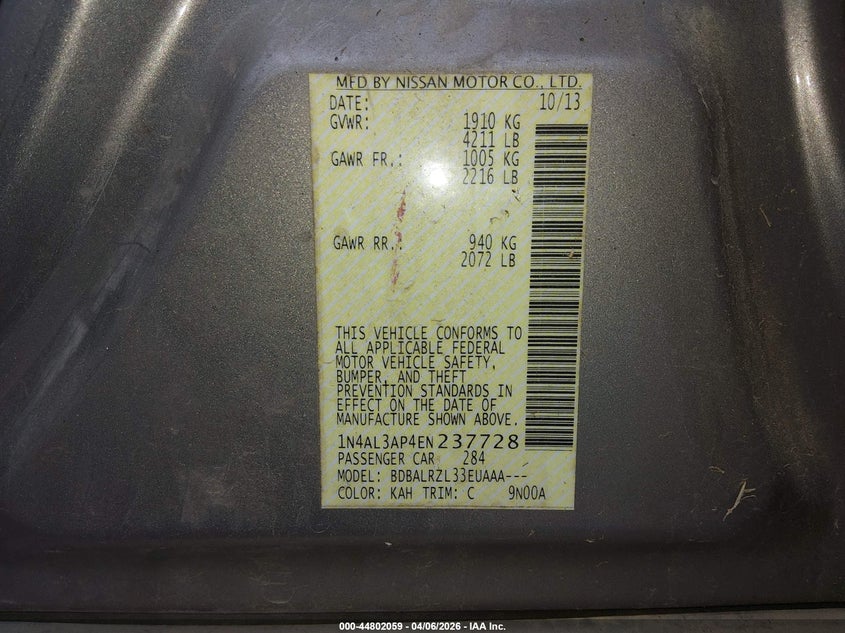 MFD BY NISSAN MOTOR CO., LTD.
DATE: 10/13
GVWR: 1910 KG
4211 LB
GAWR FR.: 1005 KG
2216 LB
GAWR RR.: 940 KG
2072 LB
THIS VEHICLE CONFORMS TO
ALL APPLICABLE FEDERAL
MOTOR VEHICLE SAFETY,
BUMPER, AND THEFT
PREVENTION STANDARDS IN
EFFECT ON THE DATE OF
MANUFACTURE SHOWN ABOVE.
1N4AL3AP4EN237728
PASSENGER CAR 284
MODEL: BDBALRZL33EUAAA---
COLOR: KAH TRIM: C 9N00A
000-44802059 - 04/06/2026 - IAA Inc.